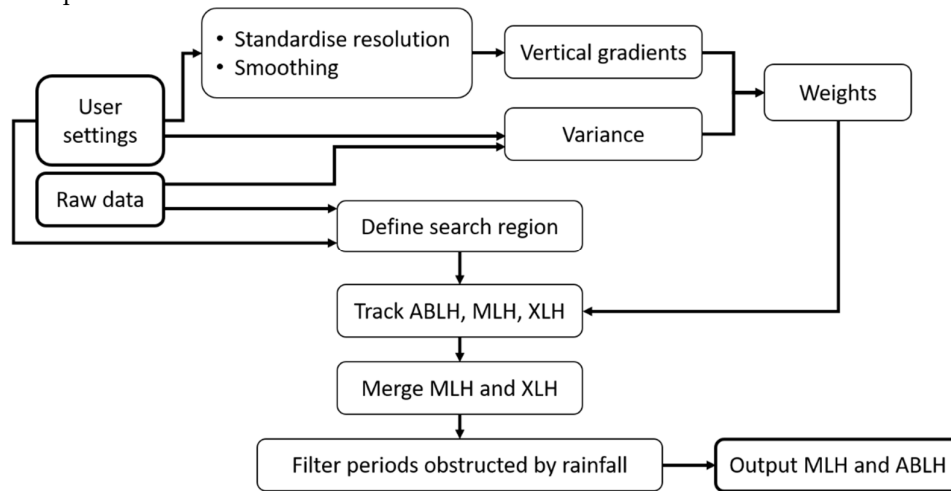 • Standardise resolution
• Smoothing
Vertical gradients
Weights
User
settings
Variance
Raw data
Define search region
Track ABLH, MLH, XLH
Merge MLH and XLH
Filter periods obstructed by rainfall
Output MLH and ABLH